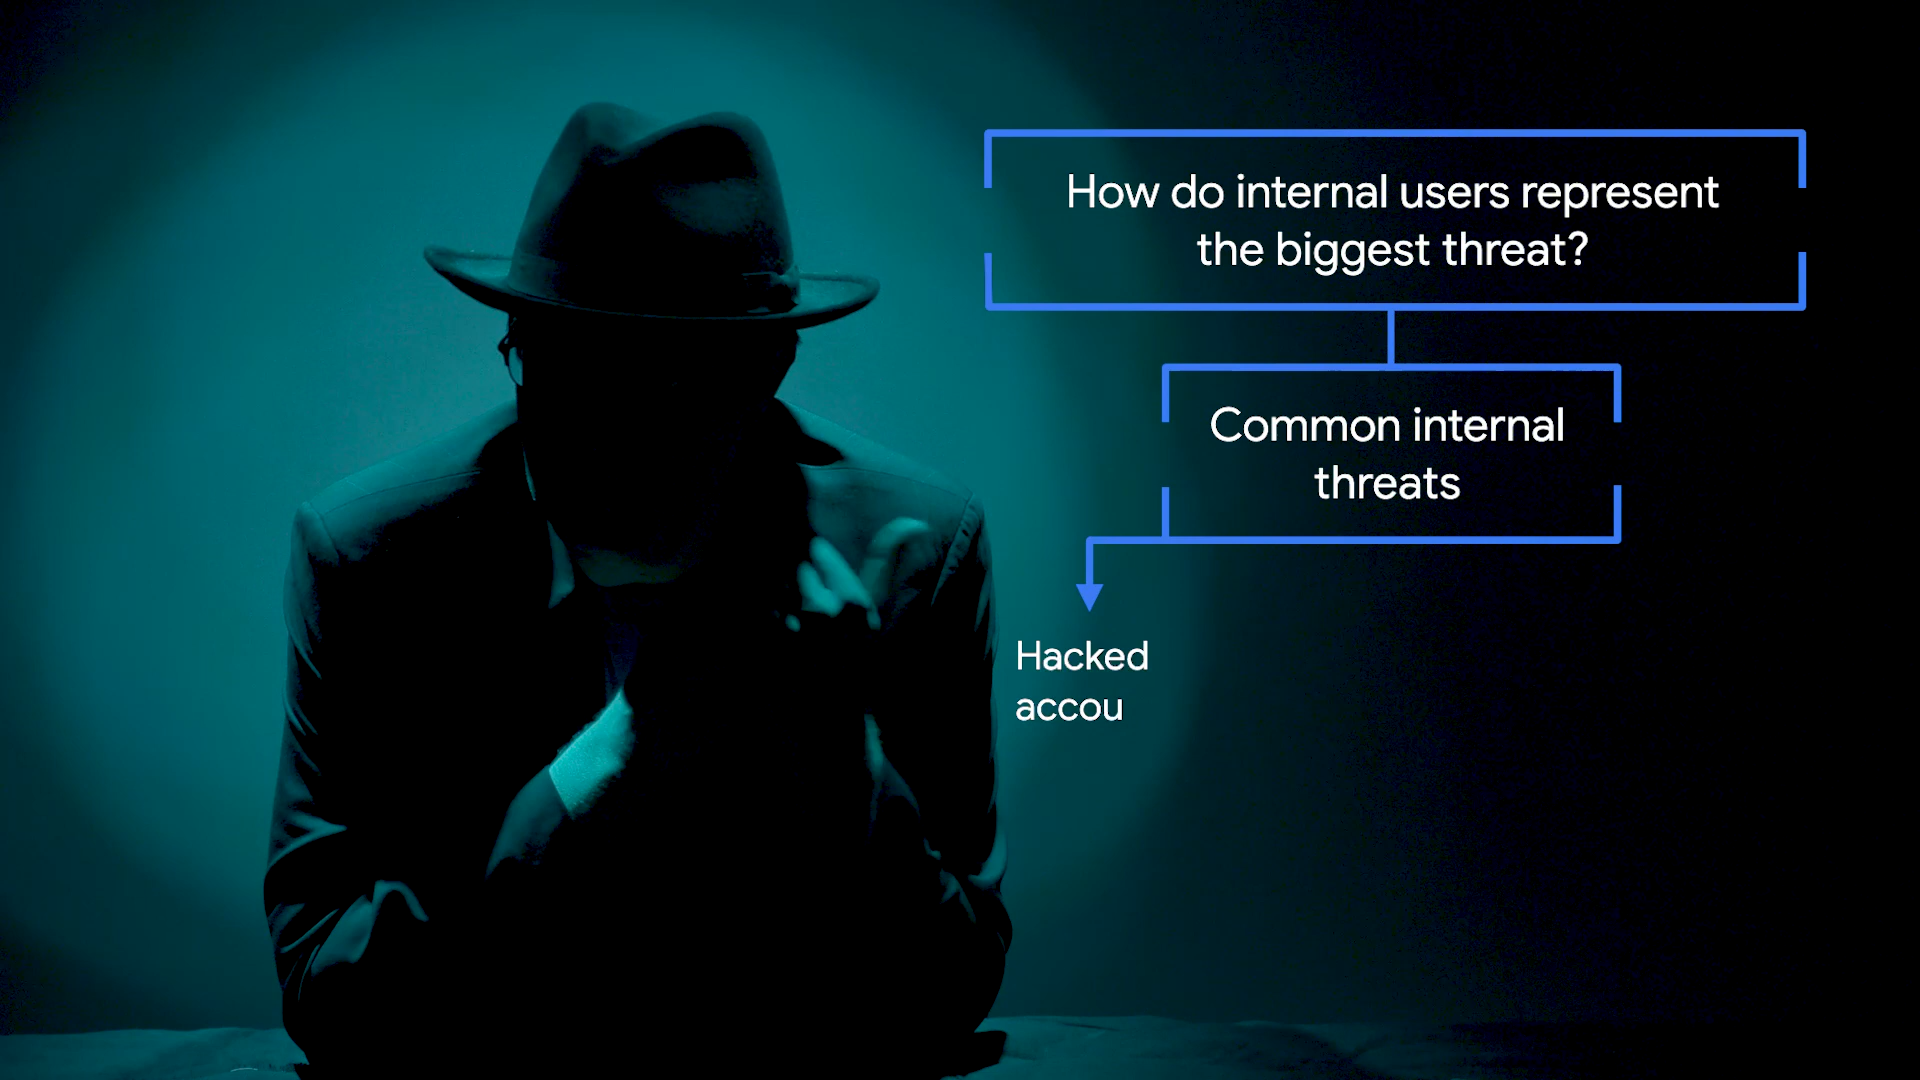 How do internal users represent
the biggest threat?
Common internal
threats
Hacked
accou